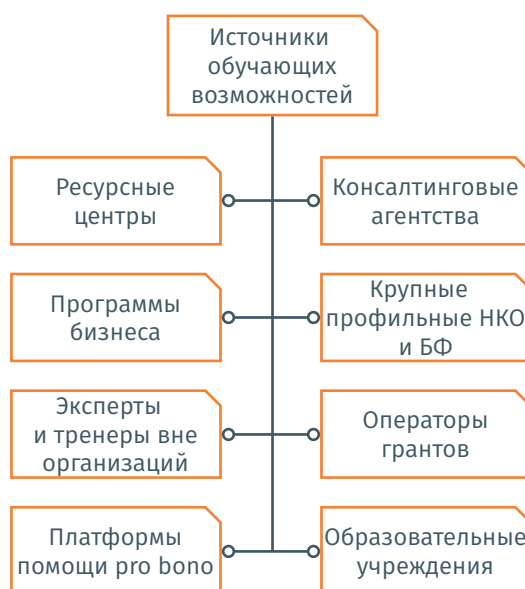 Источники
обучающих
возможностей
Ресурсные
центры
Консалтинговые
агентства
Программы
бизнеса
Крупные
профильные НКО
и БФ
Эксперты
и тренеры вне
организаций
Операторы
грантов
Платформы
помощи pro bono
Образовательные
учреждения